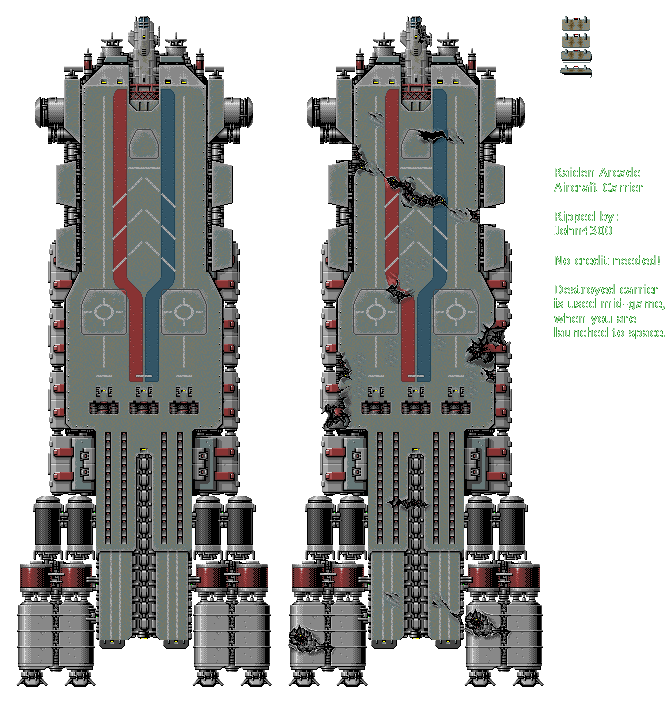 Raiden Arcade
Aircraft Carrier
Ripped by:
John4200
No credit needed!
Destroyed carrier
is used mid-game,
when you are
launched to space.